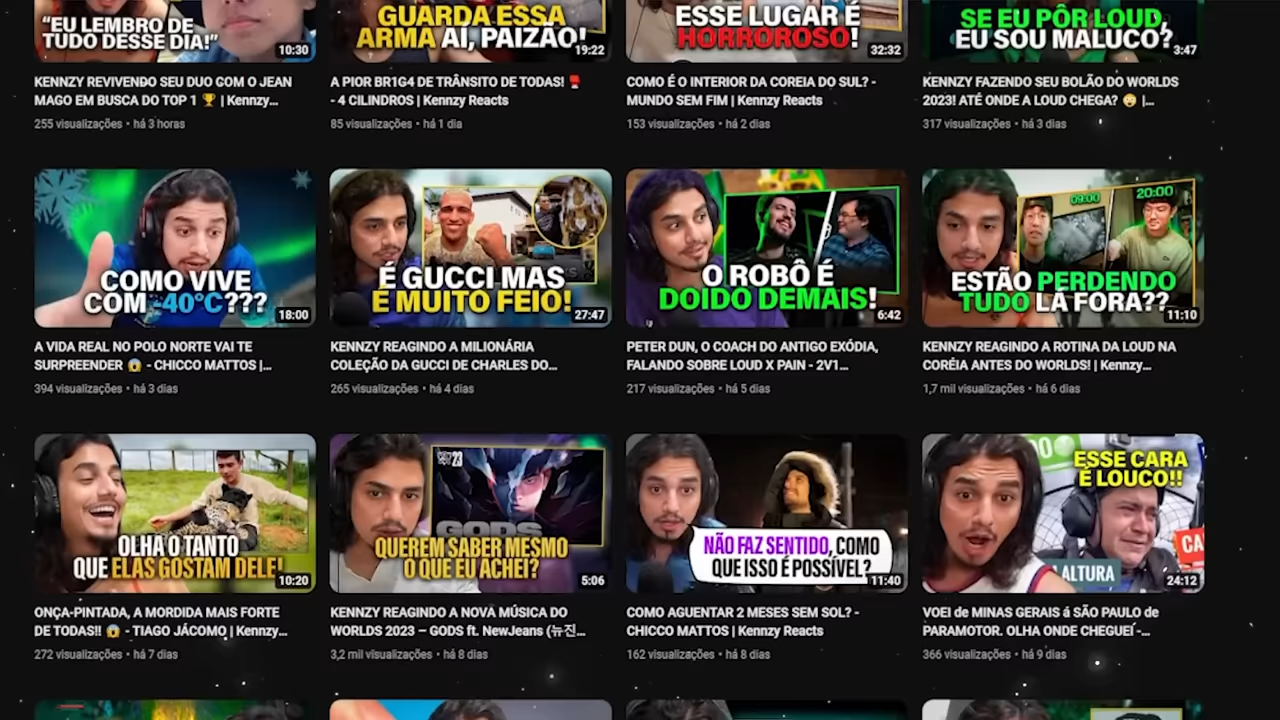 “EU LEMBRO DE
TUDO DESSE DIA!”
10:30
GUARDA ESSA
ARMA AI, PAIZÃO!
19:22
ESSE LUGAR É
HORROROSO!
32:32
SE EU PÔR LOUD,
EU SOU MALUCO?
3:47
KENNZY REVIVENDO SEU DUO COM O JEAN
MAGO EM BUSCA DO TOP 1 🏆 | Kennzy...
255 visualizações • há 3 horas
A PIOR BR1G4 DE TRÂNSITO DE TODAS!
- 4 CILINDROS | Kennzy Reacts
85 visualizações • há 1 dia
COMO É O INTERIOR DA COREIA DO SUL? -
MUNDO SEM FIM | Kennzy Reacts
153 visualizações • há 2 dias
KENNZY FAZENDO SEU BOLÃO DO WORLDS
2023! ATÉ ONDE A LOUD CHEGA? 😳 |...
317 visualizações • há 3 dias
COMO VIVE
COM -40°C???
18:00
É GUCCI MAS
É MUITO FEIO!
27:47
O ROBÔ É
DOIDO DEMAIS!
6:42
09:00
20:00
ESTÃO PERDENDO
TUDO LÁ FORA??
11:10
A VIDA REAL NO POLO NORTE VAI TE
SURPREENDER 😱 - CHICCO MATTOS |...
394 visualizações • há 3 dias
KENNZY REAGINDO A MILIONÁRIA
COLEÇÃO DA GUCCI DE CHARLES DO...
265 visualizações • há 4 dias
PETER DUN, O COACH DO ANTIGO EXÓDIA,
FALANDO SOBRE LOUD X PAIN - 2V1...
217 visualizações • há 5 dias
KENNZY REAGINDO A ROTINA DA LOUD NA
CORÉIA ANTES DO WORLDS! | Kennzy...
1,7 mil visualizações • há 6 dias
OLHA O TANTO
QUE ELAS GOSTAM DELE!
10:20
23
GODS
QUEREM SABER MESMO
O QUE EU ACHEI?
5:06
NÃO FAZ SENTIDO, COMO
QUE ISSO É POSSÍVEL?
11:40
ESSE CARA
É LOUCO!!
CA
ALTURA
24:12
ONÇA-PINTADA, A MORDIDA MAIS FORTE
DE TODAS!! 😱 - TIAGO JÁCOMO | Kennzy...
272 visualizações • há 7 dias
KENNZY REAGINDO A NOVA MÚSICA DO
WORLDS 2023 – GODS ft. NewJeans (뉴진...
3,2 mil visualizações • há 8 dias
COMO AGUENTAR 2 MESES SEM SOL? -
CHICCO MATTOS | Kennzy Reacts
162 visualizações • há 8 dias
VOEI de MINAS GERAIS á SÃO PAULO de
PARAMOTOR. OLHA ONDE CHEGUEI -...
366 visualizações • há 9 dias